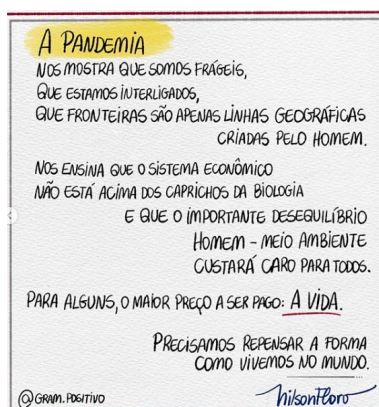 A PANDEMIA
NOS MOSTRA QUE SOMOS FRÁGEIS,
QUE ESTAMOS INTERLIGADOS,
QUE FRONTEIRAS SÃO APENAS LINHAS GEOGRÁFICAS
CRIADAS PELO HOMEM.
NOS ENSINA QUE O SISTEMA ECONÔMICO
NÃO ESTÁ ACIMA DOS CAPRICHOS DA BIOLOGIA
E QUE O IMPORTANTE DESEQUILÍBRIO
HOMEM - MEIO AMBIENTE
CUSTARÁ CARO PARA TODOS.
PARA ALGUNS, O MAIOR PREÇO A SER PAGO: A VIDA.
PRECISAMOS REPENSAR A FORMA
COMO VIVEMOS NO MUNDO.
@GRAM.POSITIVO
NilsonFloro